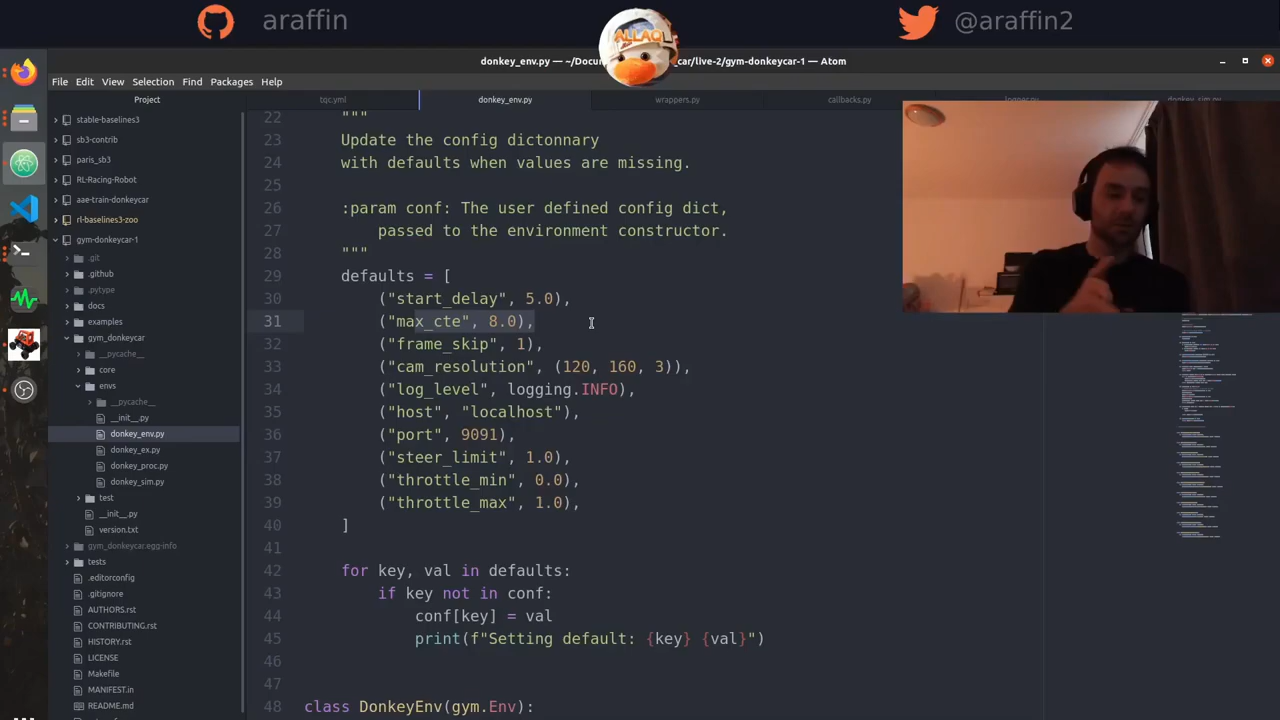 araffin
ALLAQ
@araffin2
donkey_env.py — ~/Docu
_car/live-2/gym-donkeycar-1 — Atom
File Edit View Selection Find Packages Help
Project
tqc.yml
donkey_env.py
wrappers.py
callbacks.py
logger.py
donkey_sim.py
stable-baselines3
sb3-contrib
paris_sb3
RL-Racing-Robot
aae-train-donkeycar
rl-baselines3-zoo
gym-donkeycar-1
.git
.github
.pytype
docs
examples
gym_donkeycar
__pycache__
core
envs
__pycache__
__init__.py
donkey_env.py
donkey_ex.py
donkey_proc.py
donkey_sim.py
test
__init__.py
version.txt
gym_donkeycar.egg-info
tests
.editorconfig
.gitignore
AUTHORS.rst
CONTRIBUTING.rst
HISTORY.rst
LICENSE
Makefile
MANIFEST.in
README.md
22 """
23 Update the config dictonnary
24 with defaults when values are missing.
25
26 :param conf: The user defined config dict,
27 passed to the environment constructor.
28 """
29 defaults = [
30 ("start_delay", 5.0),
31 ("max_cte", 8.0),
32 ("frame_skip", 1),
33 ("cam_resolution", (120, 160, 3)),
34 ("log_level", logging.INFO),
35 ("host", "localhost"),
36 ("port", 9091),
37 ("steer_limit", 1.0),
38 ("throttle_min", 0.0),
39 ("throttle_max", 1.0),
40 ]
41
42 for key, val in defaults:
43 if key not in conf:
44 conf[key] = val
45 print(f"Setting default: {key} {val}")
46
47
48 class DonkeyEnv(gym.Env):